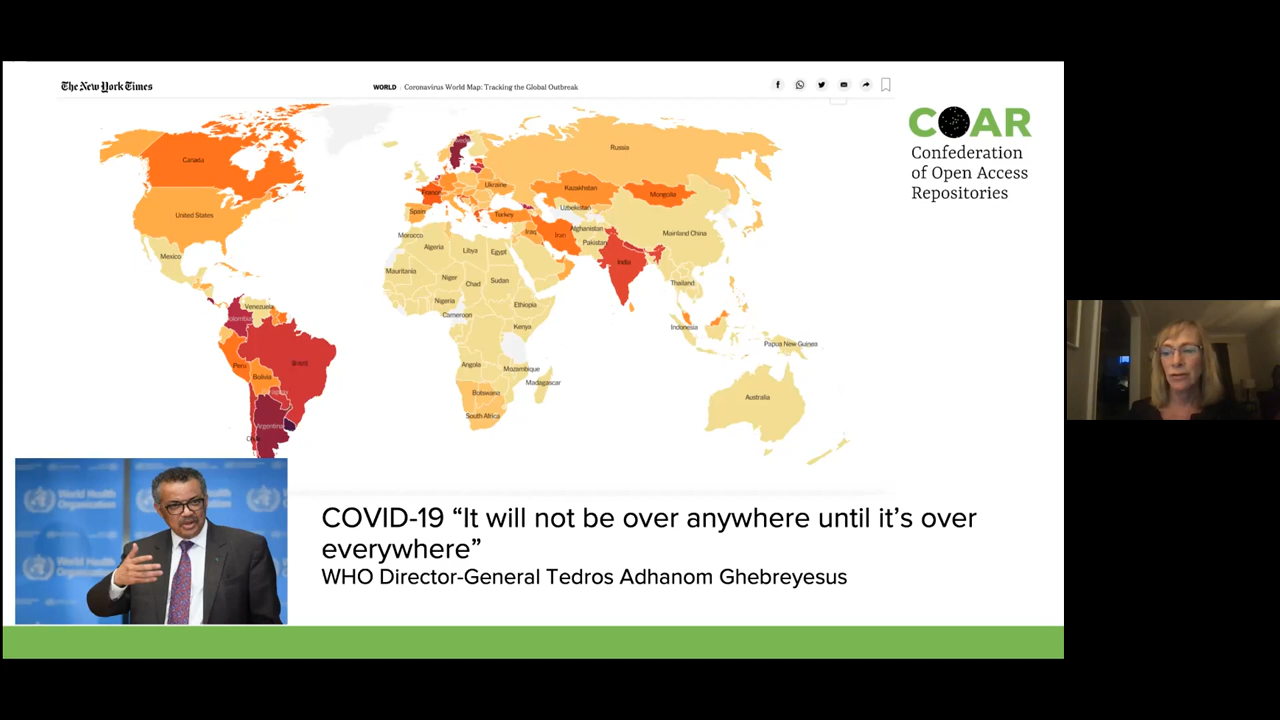 The New York Times
WORLD
Coronavirus World Map: Tracking the Global Outbreak
COAR
Confederation
of Open Access
Repositories
Canada
Russia
United States
France
Ukraine
Kazakhstan
Mongolia
Spain
Turkey
Uzbekistan
Mexico
Morocco
Iraq
Iran
Afghanistan
Mainland China
Algeria
Libya
Egypt
Pakistan
India
Mauritania
Niger
Chad
Sudan
Thailand
Venezuela
Nigeria
Ethiopia
Colombia
Cameroon
Kenya
Indonesia
Papua New Guinea
Brazil
Peru
Bolivia
Angola
Mozambique
Madagascar
Botswana
Australia
South Africa
Argentina
Chile
World Health
Organization
World Health
Organization
COVID-19 “It will not be over anywhere until it’s over
everywhere”
WHO Director-General Tedros Adhanom Ghebreyesus